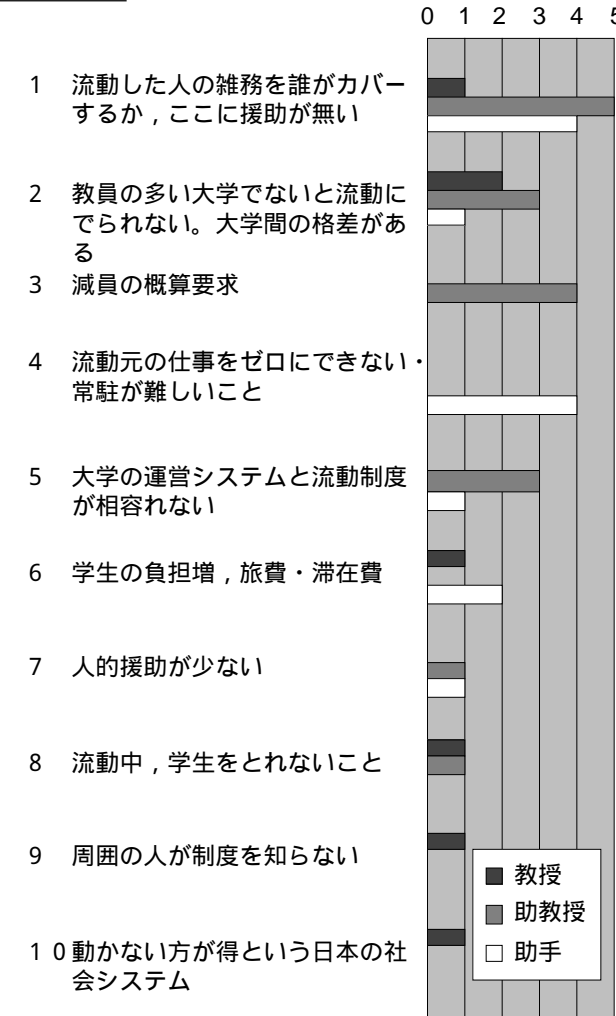 0 1 2 3 4 5
1 流動した人の雑務を誰がカバー
するか,ここに援助が無い
2 教員の多い大学でないと流動に
でられない。大学間の格差があ
る
3 減員の概算要求
4 流動元の仕事をゼロにできない・
常駐が難しいこと
5 大学の運営システムと流動制度
が相容れない
6 学生の負担増,旅費・滞在費
7 人的援助が少ない
8 流動中,学生をとれないこと
9 周囲の人が制度を知らない
10動かない方が得という日本の社
会システム
教授
助教授
助手